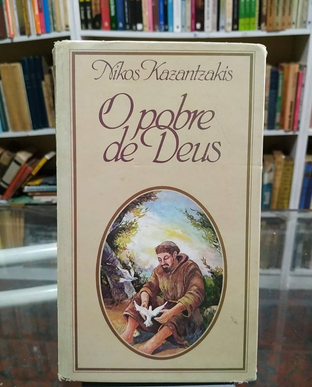 Nikos Kazantzakis
O pobre
de Deus